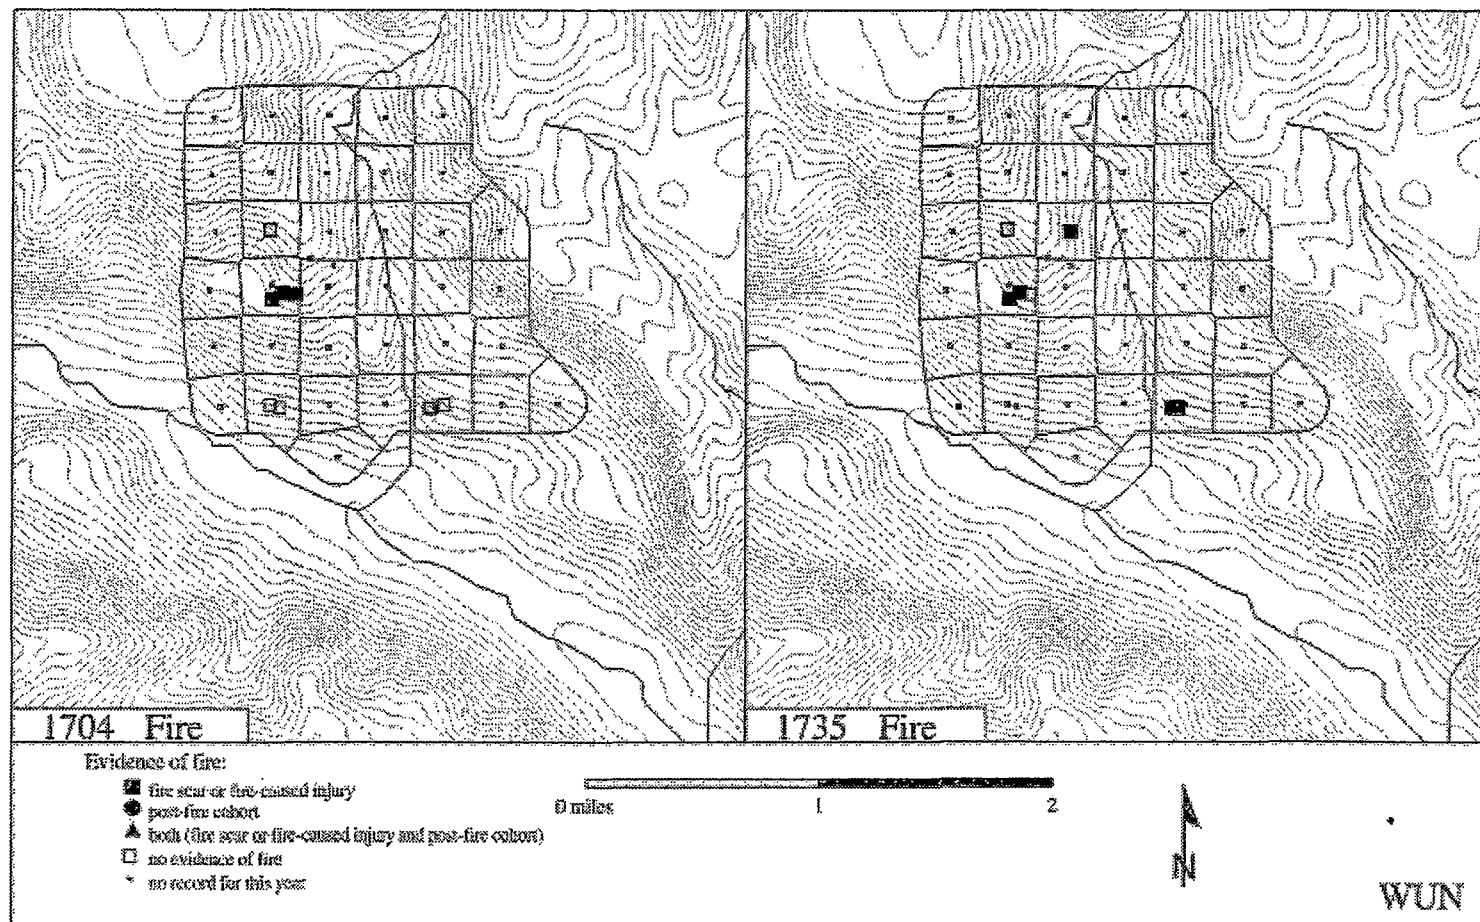 1704 Fire
1735 Fire
Evidence of fire:
fire scar or fire-caused injury
post-fire cohort
both (fire scar or fire-caused injury and post-fire cohort)
no evidence of fire
no record for this year
0 miles 1 2
N
WUN